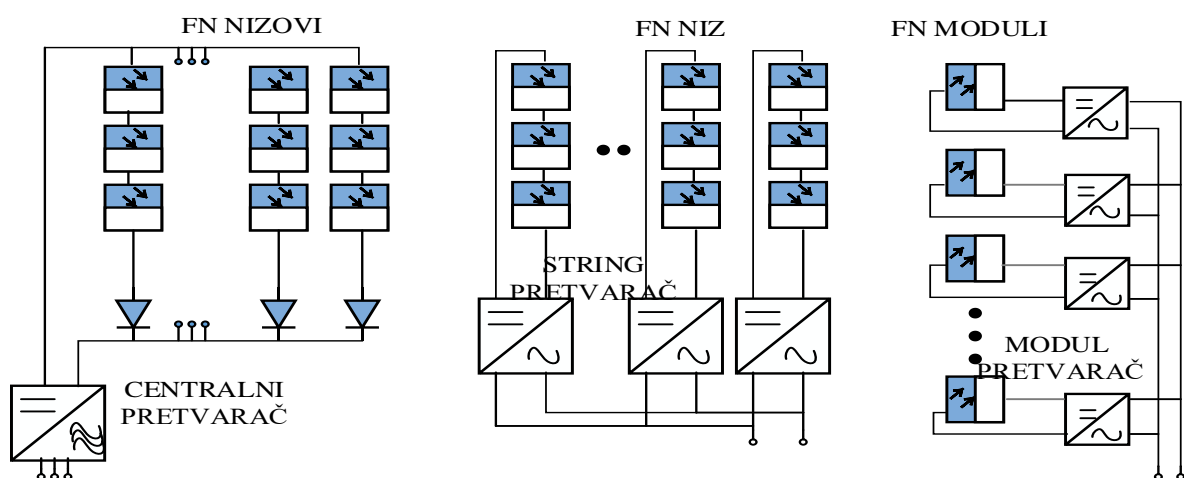 FN NIZOVI
FN NIZ
FN MODULI
STRING
PRETVARAČ
MODUL
PRETVARAČ
CENTRALNI
PRETVARAČ